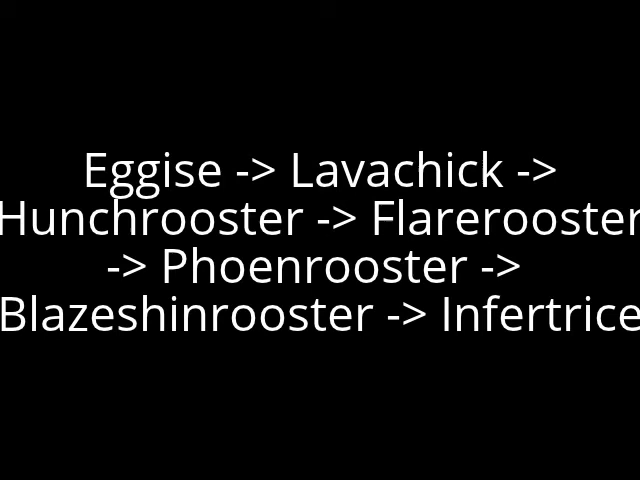 Eggise -> Lavachick ->
Hunchrooster -> Flarerooster
-> Phoenrooster ->
Blazeshinrooster -> Infertrice